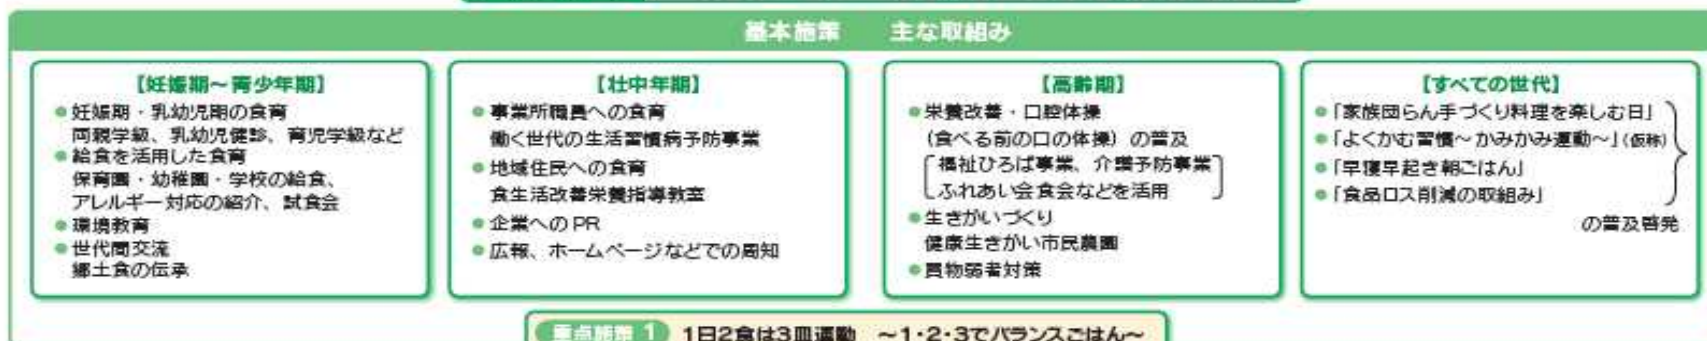 基本施策 主な取組み
【妊娠期～青少年期】
●妊娠期・乳幼児期の食育
両親学級、乳幼児健診、育児学級など
●給食を活用した食育
保育園・幼稚園・学校の給食、
アレルギー対応の紹介、試食会
●環境教育
●世代間交流
郷土食の伝承
【壮中年期】
●事業所職員への食育
働く世代の生活習慣病予防事業
●地域住民への食育
食生活改善栄養指導教室
●企業へのPR
●広報、ホームページなどでの周知
【高齢期】
●栄養改善・口腔体操
(食べる前の口の体操)の普及
福祉ひろば事業、介護予防事業
ふれあい会食会などを活用
●生きがいづくり
健康生きがい市民農園
●買物弱者対策
【すべての世代】
●「家族団らん手づくり料理を楽しむ日」
●「よくかむ習慣～かみかみ運動～」(仮称)
●「早寝早起き朝ごはん」
●「食品ロス削減の取組み」
の普及啓発
重点施策 1 1日2食は3皿運動 ～1・2・3でバランスごはん～